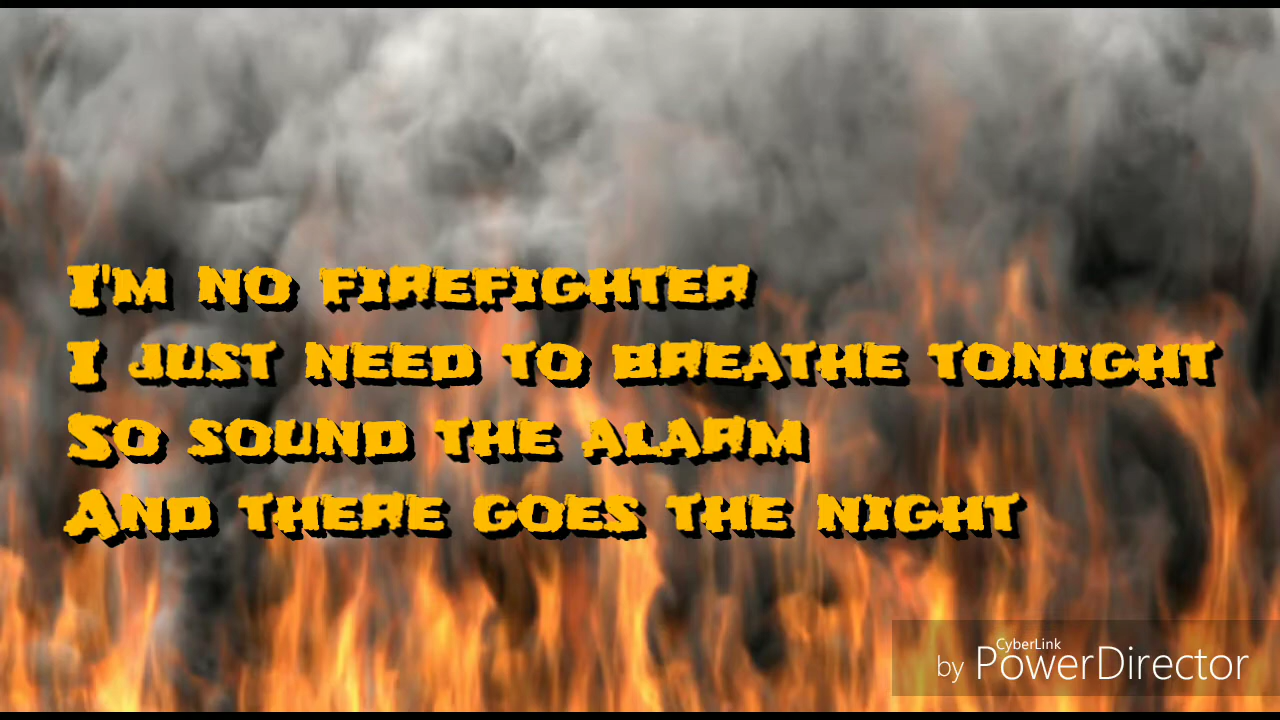 I'm no firefighter
I just need to breathe tonight
So sound the alarm
And there goes the night
by CyberLink PowerDirector